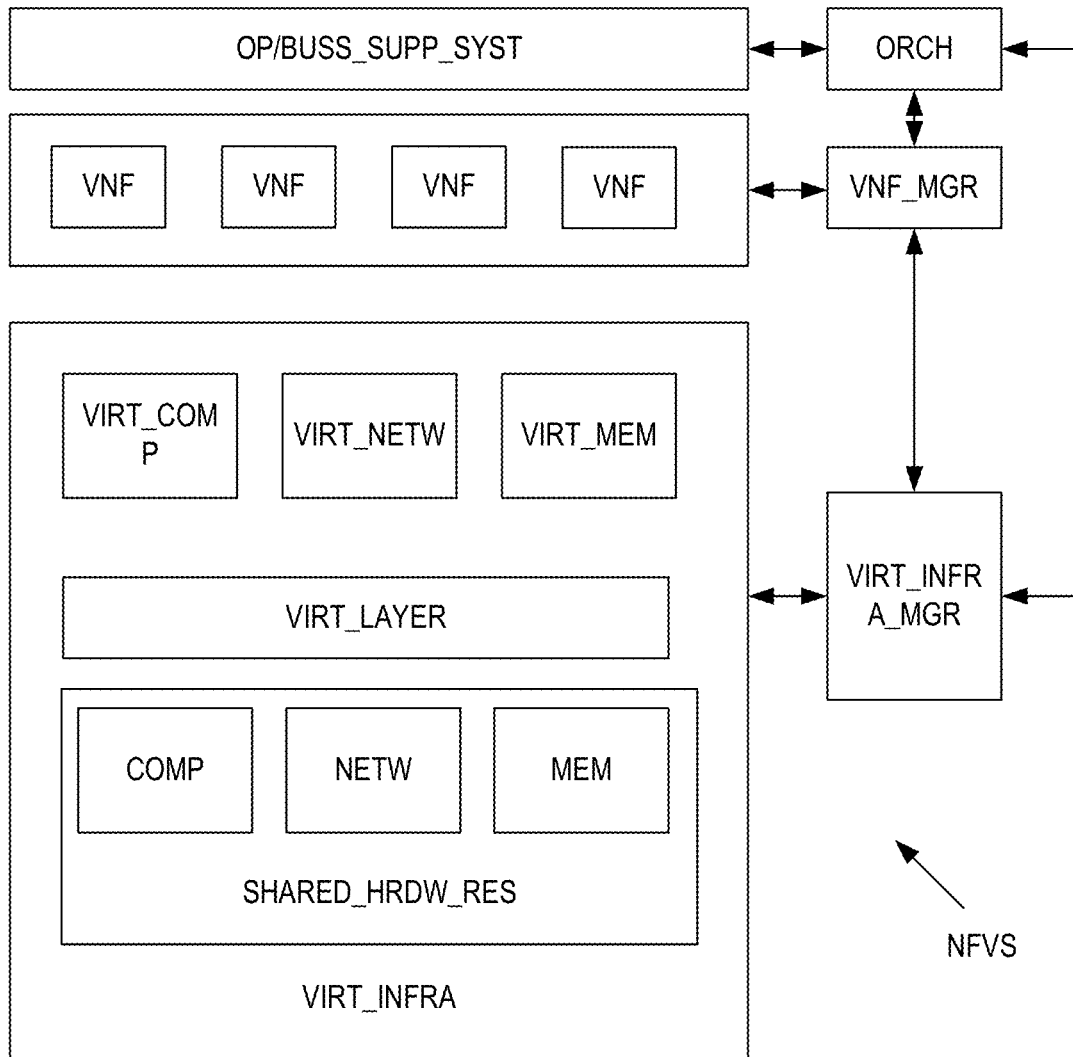 OP/BUSS_SUPP_SYST
ORCH
VNF
VNF
VNF
VNF
VNF_MGR
VIRT_COM
P
VIRT_NETW
VIRT_MEM
VIRT_LAYER
VIRT_INFR
A_MGR
COMP
NETW
MEM
SHARED_HRDW_RES
NFVS
VIRT_INFRA